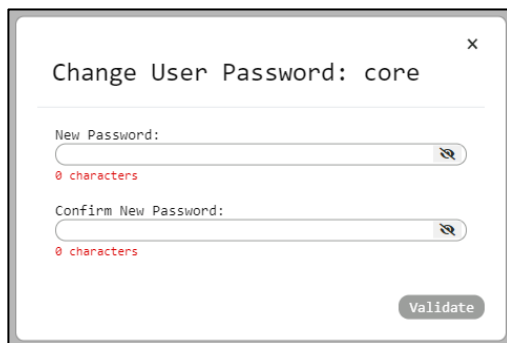 x
Change User Password: core
New Password:
0 characters
Confirm New Password:
0 characters
Validate